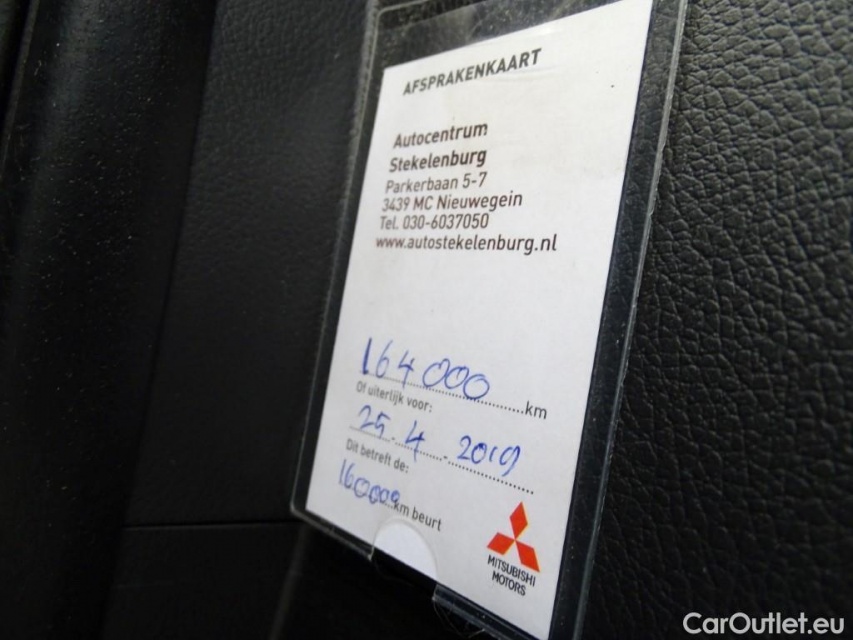 AFSPRAKENKAART
Autocentrum
Stekelenburg
Parkerbaan 5-7
3439 MC Nieuwegein
Tel. 030-6037050
www.autostekelenburg.nl
164000 km
Of uiterlijk voor:
25-4-2019
Dit betreft de:
160000 km beurt
MITSUBISHI
MOTORS
CarOutlet.eu